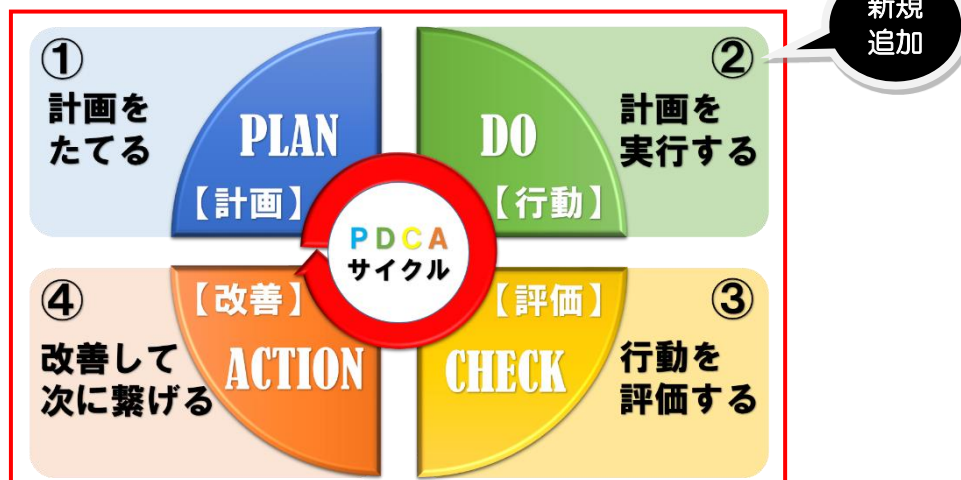 新規
追加
①
計画を
たてる
PLAN
【計画】
②
計画を
実行する
DO
【行動】
PDCA
サイクル
③
行動を
評価する
【評価】
CHECK
④
改善して
次に繋げる
【改善】
ACTION